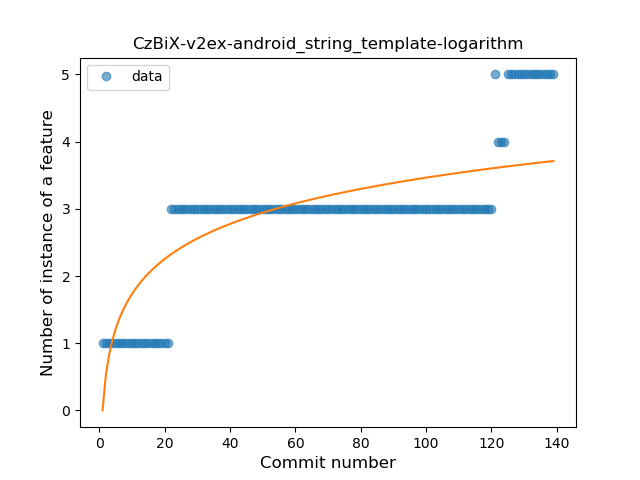 CzBiX-v2ex-android_string_template-logarithm
data
Number of instance of a feature
5
4
3
2
1
0
0 20 40 60 80 100 120 140
Commit number